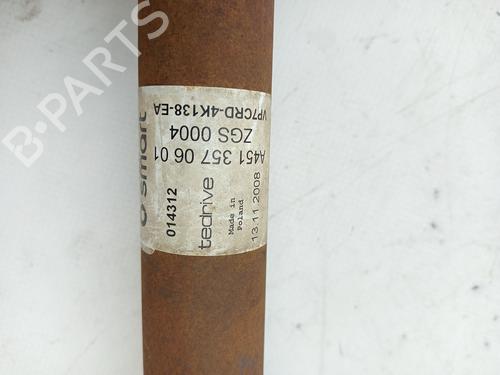 B-PARTS
smart
A451 357 06 01
ZGS 0004
VP7CRD-4K138-EA
014312
tedrive
Made in
Poland
13.11.2008